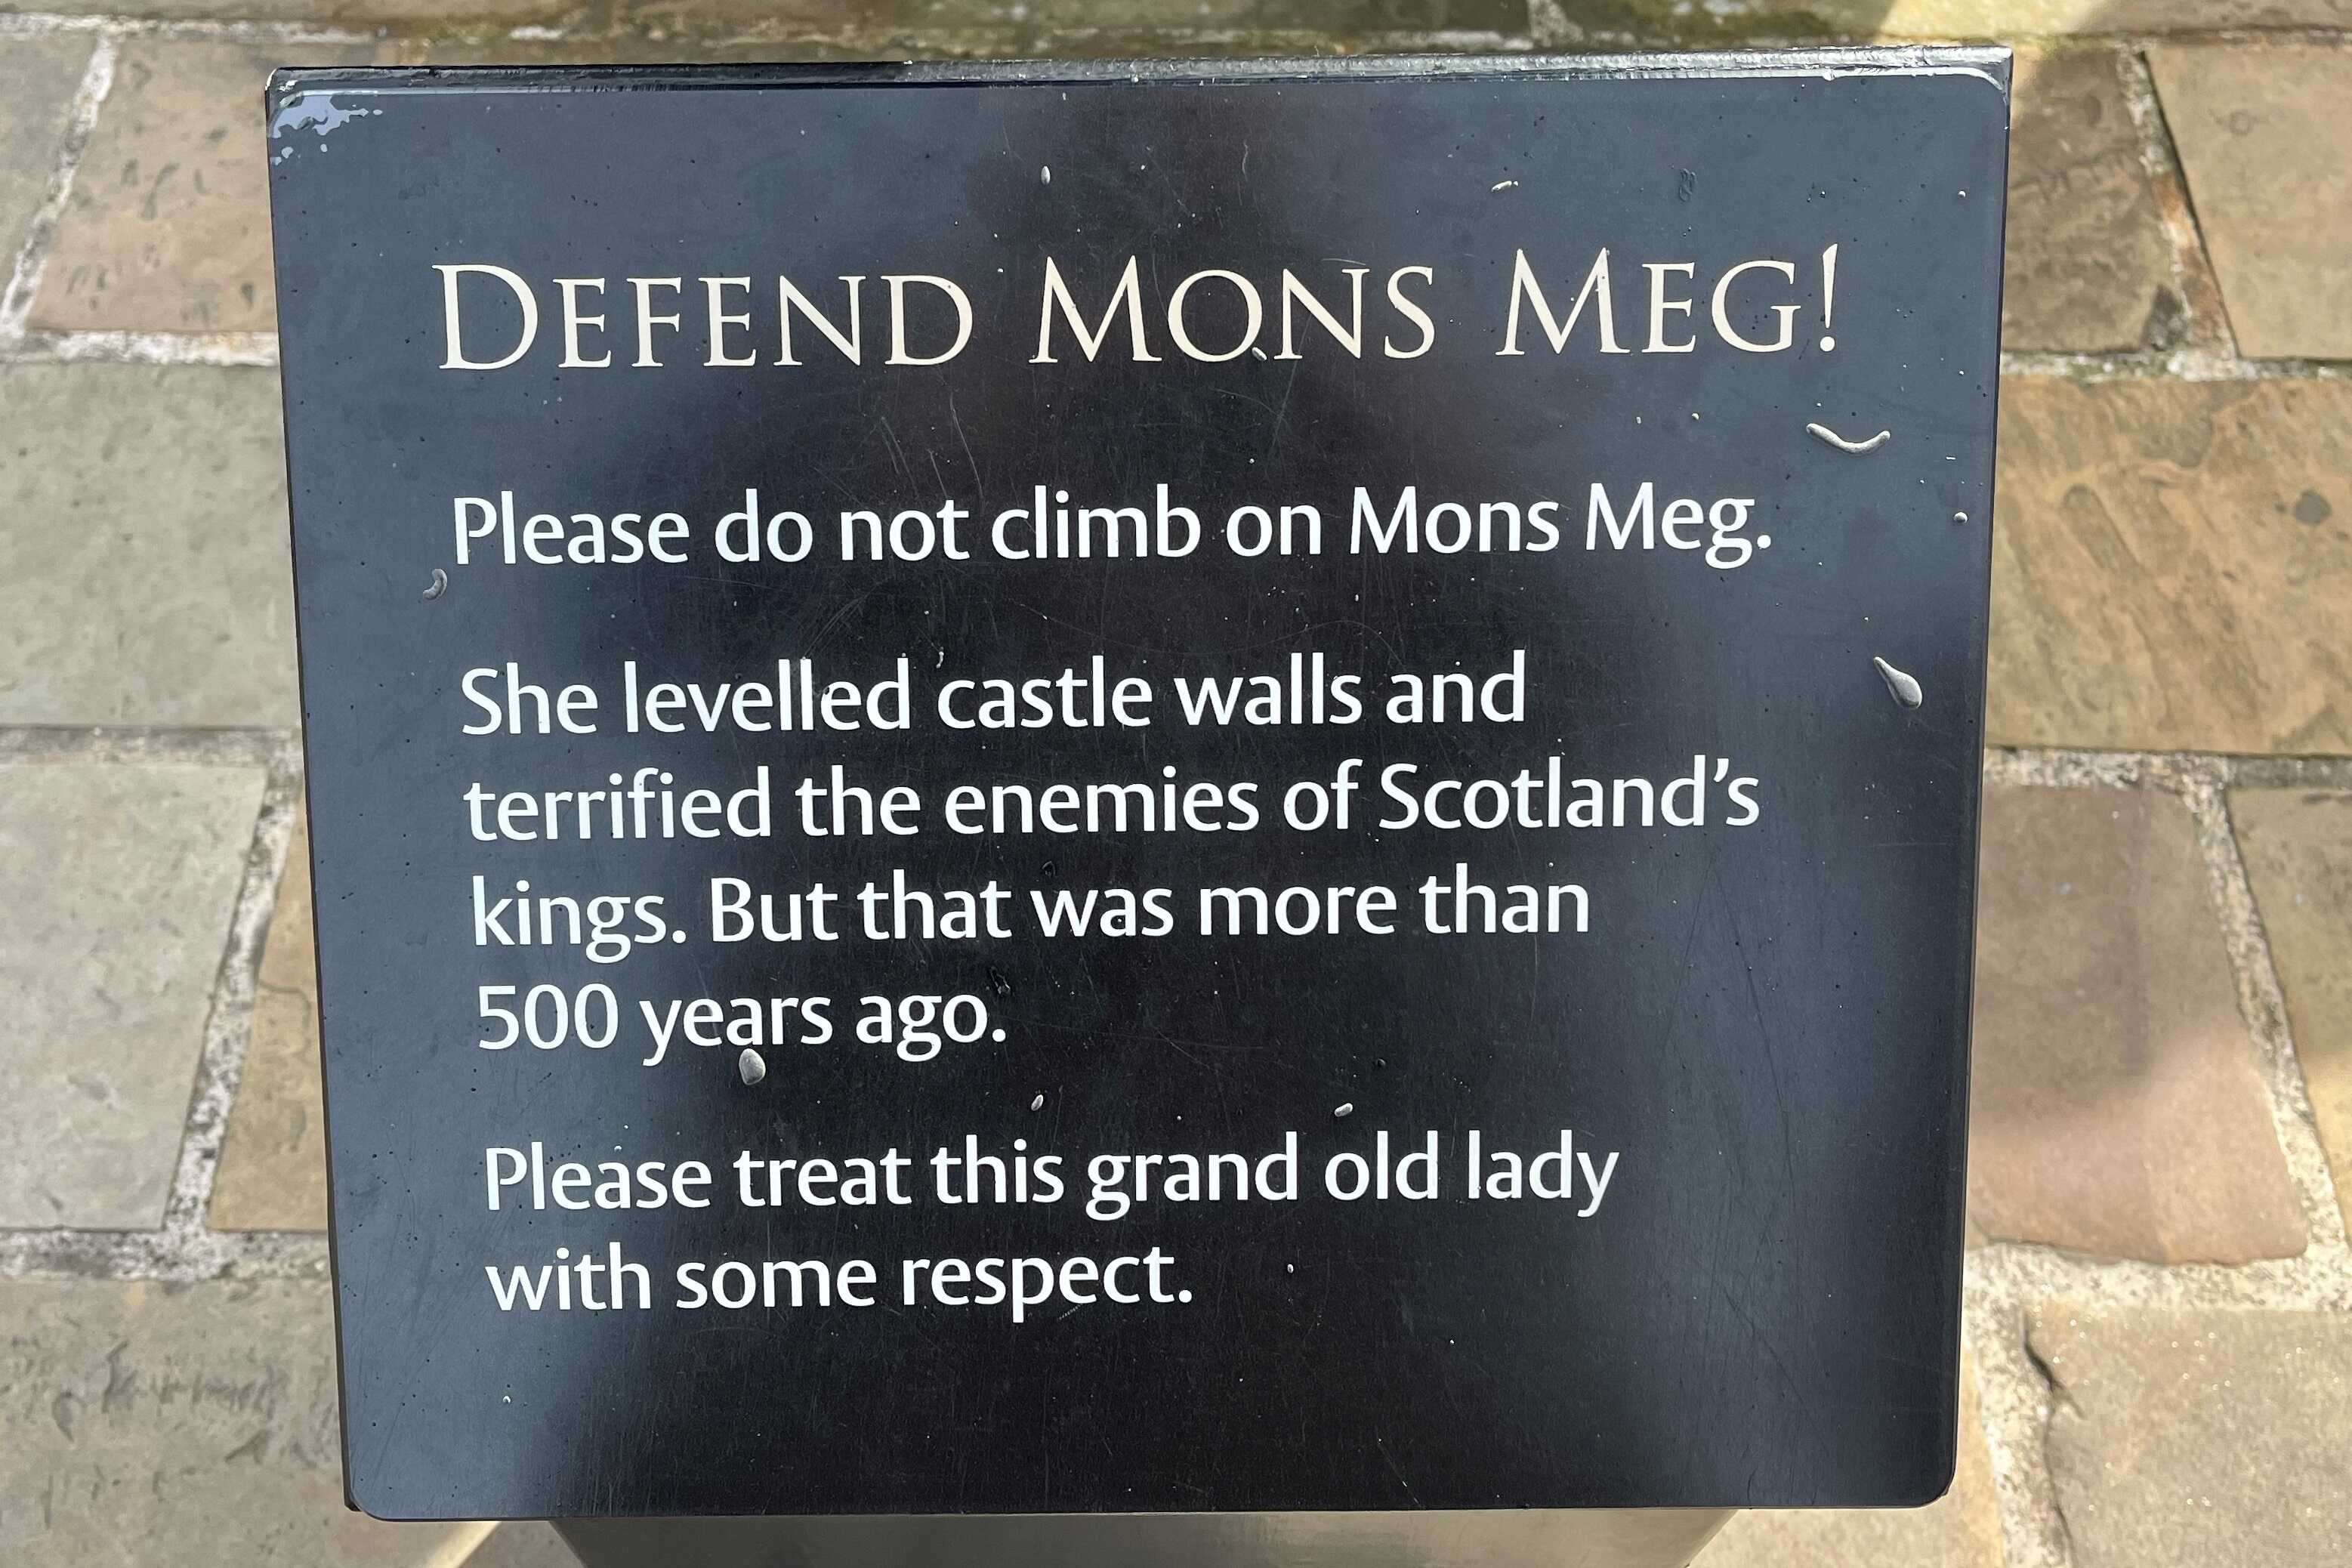 DEFEND MONS MEG!
Please do not climb on Mons Meg.
She levelled castle walls and
terrified the enemies of Scotland’s
kings. But that was more than
500 years ago.
Please treat this grand old lady
with some respect.